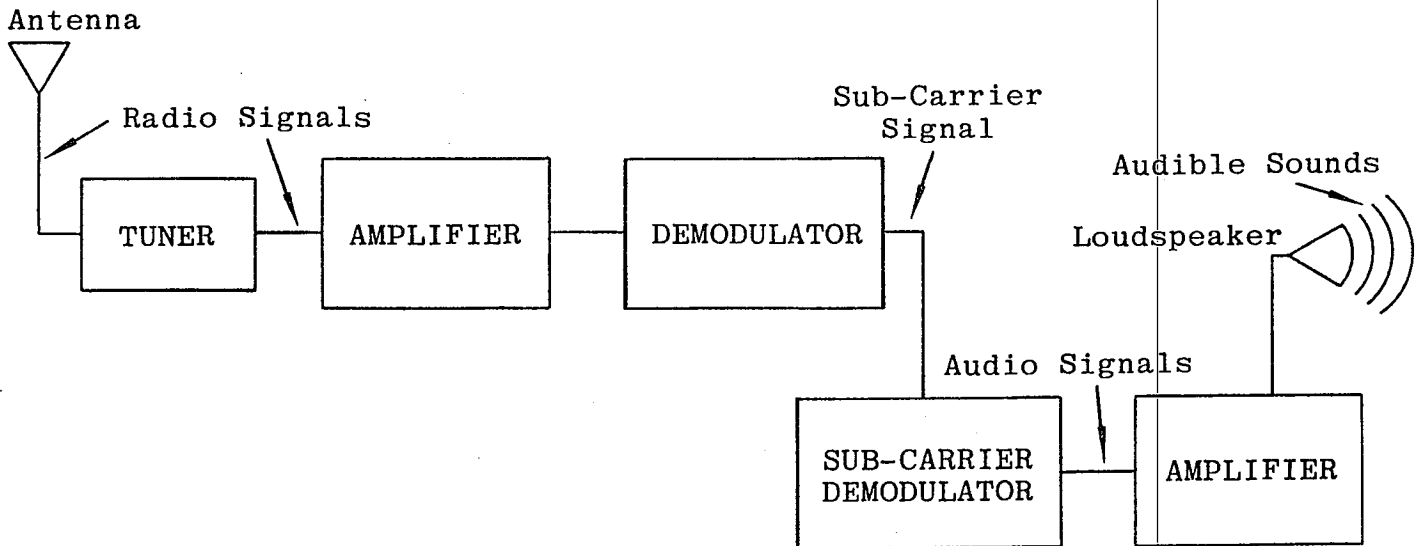 Antenna
Radio Signals
Sub-Carrier
Signal
Audible Sounds
TUNER
AMPLIFIER
DEMODULATOR
Loudspeaker
Audio Signals
SUB-CARRIER
DEMODULATOR
AMPLIFIER